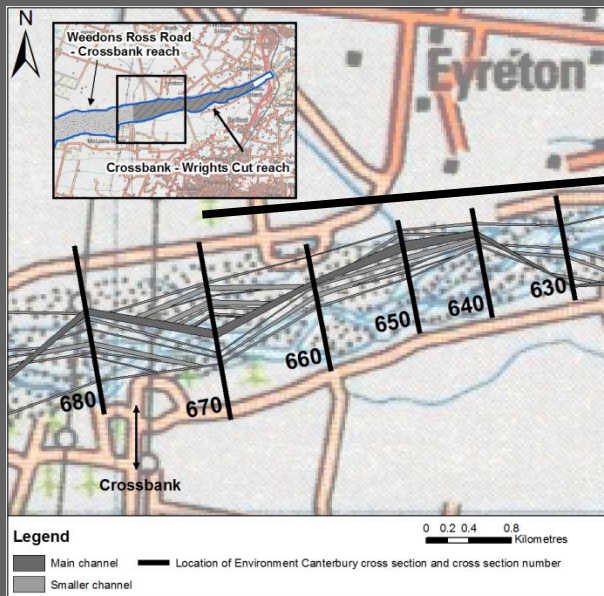 N
Weedons Ross Road
- Crossbank reach
Crossbank - Wrights Cut reach
Eyreton
680
670
660
650
640
630
Crossbank
Legend
0 0.2 0.4 0.8
Kilometres
Main channel
Location of Environment Canterbury cross section and cross section number
Smaller channel